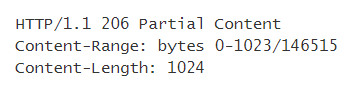 HTTP/1.1 206 Partial Content
Content-Range: bytes 0-1023/146515
Content-Length: 1024